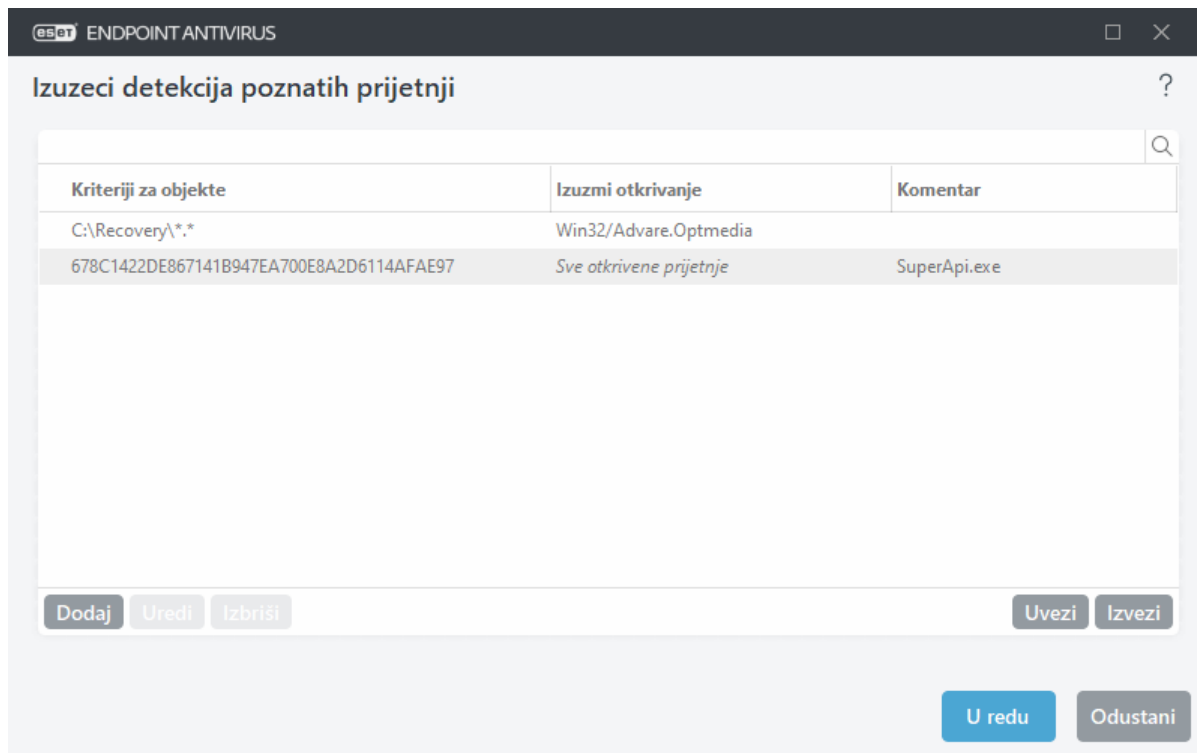 eset ENDPOINT ANTIVIRUS
Izuzeci detekcija poznatih prijetnji
?
Kriteriji za objekte Izuzmi otkrivanje Komentar
C:\Recovery\*.* Win32/Advare.Optmedia
678C1422DE867141B947EA700E8A2D6114AFAE97 Sve otkrivene prijetnje SuperApi.exe
Dodaj Uredi Izbriši Uvezi Izvezi
U redu Odustani